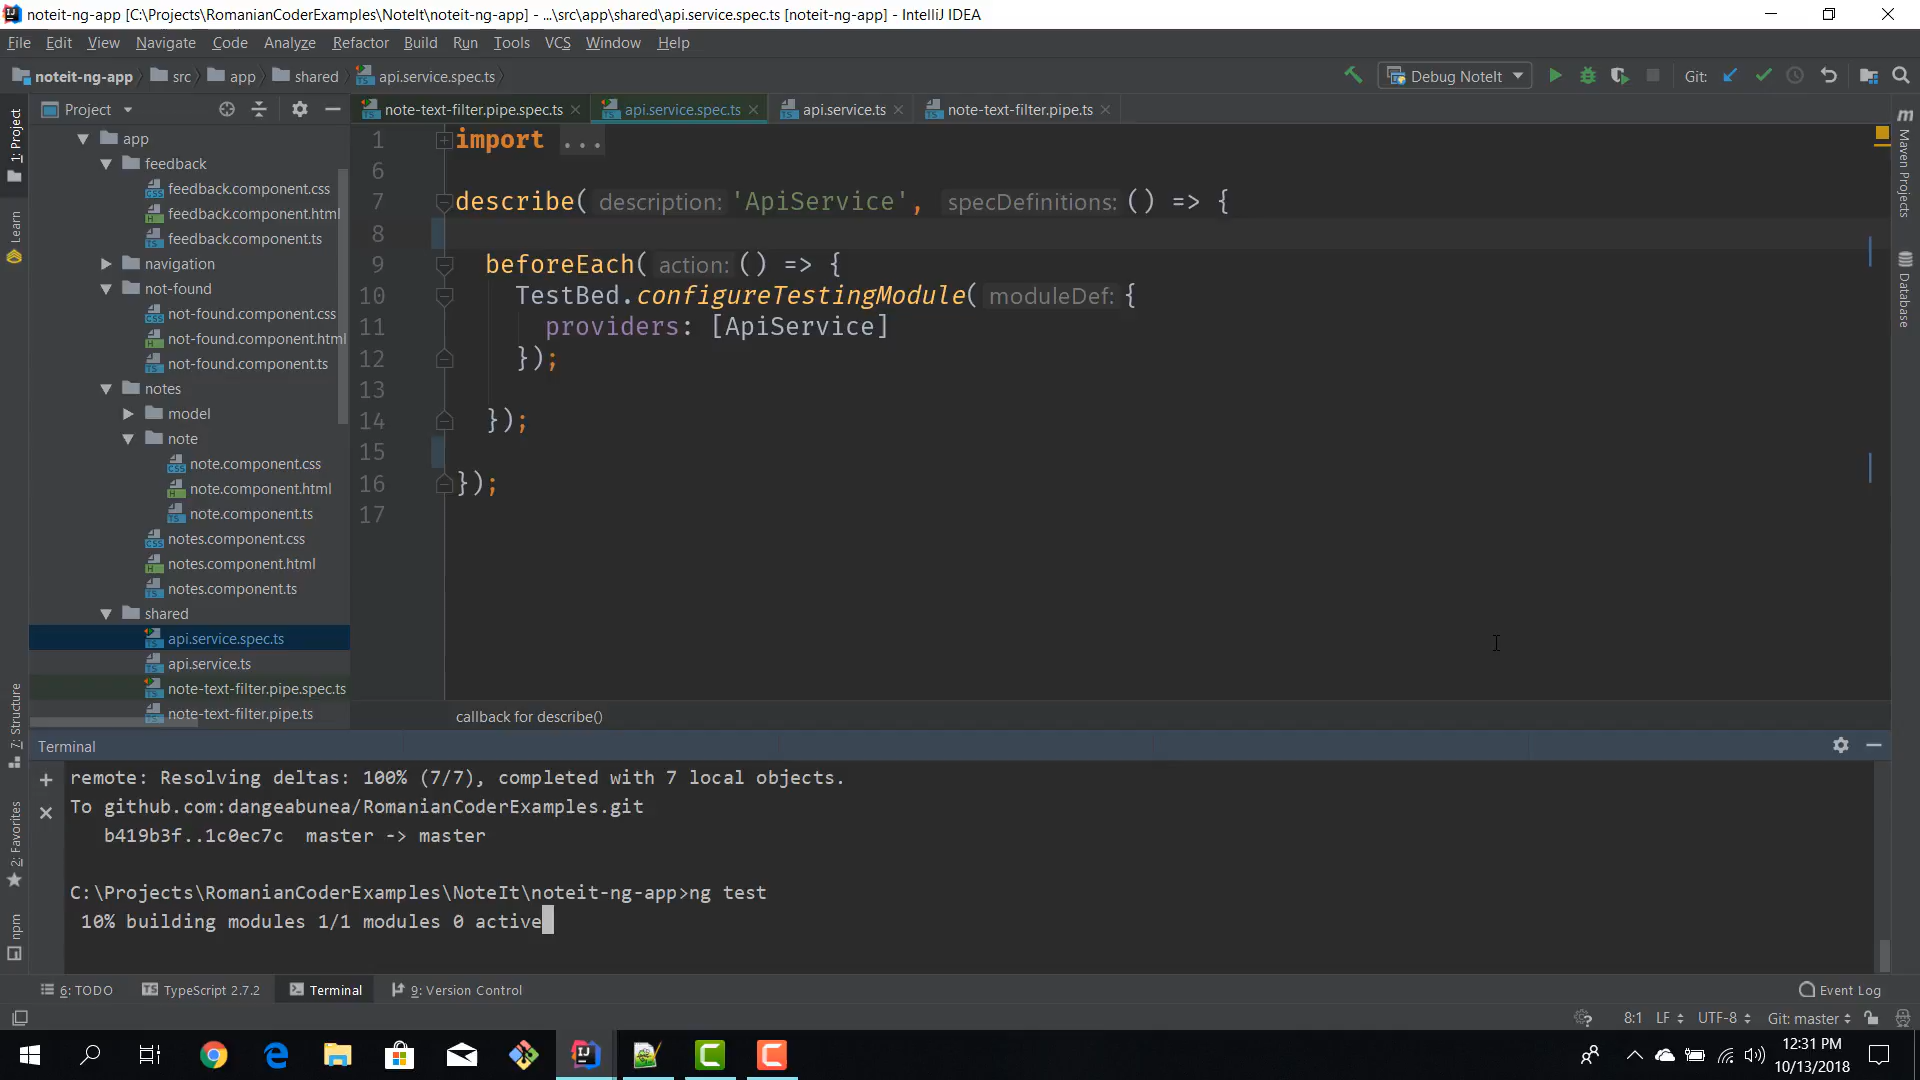 noteit-ng-app [C:\Projects\RomanianCoderExamples\NoteIt\noteit-ng-app] - ...\src\app\shared\api.service.spec.ts [noteit-ng-app] - IntelliJ IDEA
File Edit View Navigate Code Analyze Refactor Build Run Tools VCS Window Help
noteit-ng-app src app shared api.service.spec.ts Debug NoteIt Git:
Project
note-text-filter.pipe.spec.ts api.service.spec.ts api.service.ts note-text-filter.pipe.ts
1: Project
Learn
7: Structure
2: Favorites
npm
app
feedback
feedback.component.css
feedback.component.html
feedback.component.ts
navigation
not-found
not-found.component.css
not-found.component.html
not-found.component.ts
notes
model
note
note.component.css
note.component.html
note.component.ts
notes.component.css
notes.component.html
notes.component.ts
shared
api.service.spec.ts
api.service.ts
note-text-filter.pipe.spec.ts
note-text-filter.pipe.ts
1 import ...
6
7 describe( description: 'ApiService', specDefinitions: () => {
8
9 beforeEach( action: () => {
10 TestBed.configureTestingModule( moduleDef: {
11 providers: [ApiService]
12 });
13
14 });
15
16 });
17
callback for describe()
m Maven Projects
Database
Terminal
remote: Resolving deltas: 100% (7/7), completed with 7 local objects.
To github.com:dangeabunea/RomanianCoderExamples.git
b419b3f..1c0ec7c master -> master
C:\Projects\RomanianCoderExamples\NoteIt\noteit-ng-app>ng test
10% building modules 1/1 modules 0 active
6: TODO TypeScript 2.7.2 Terminal 9: Version Control Event Log
8:1 LF UTF-8 Git: master
12:31 PM
10/13/2018